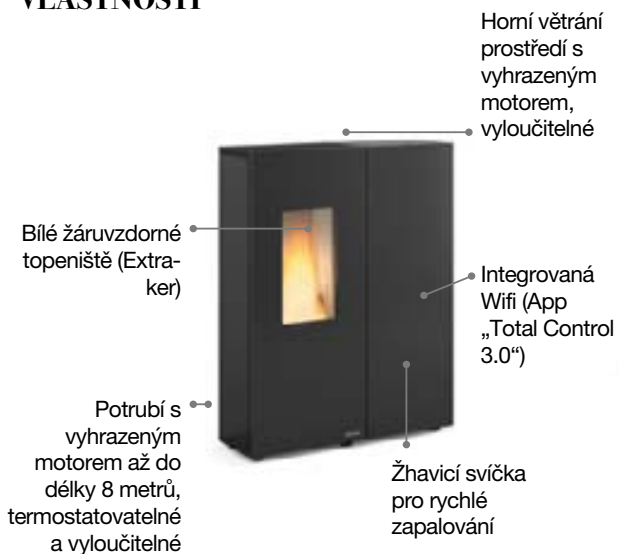 VLASTNOSTI
Horní větrání
prostředí s
vyhrazeným
motorem,
vyloučitelné
Bílé žáruvzdorné
topeniště (Extra-
ker)
Integrovaná
Wifi (App
„Total Control
3.0“)
Potrubí s
vyhrazeným
motorem až do
délky 8 metrů,
termostatovatelné
a vyloučitelné
Žhavicí svíčka
pro rychlé
zapalování